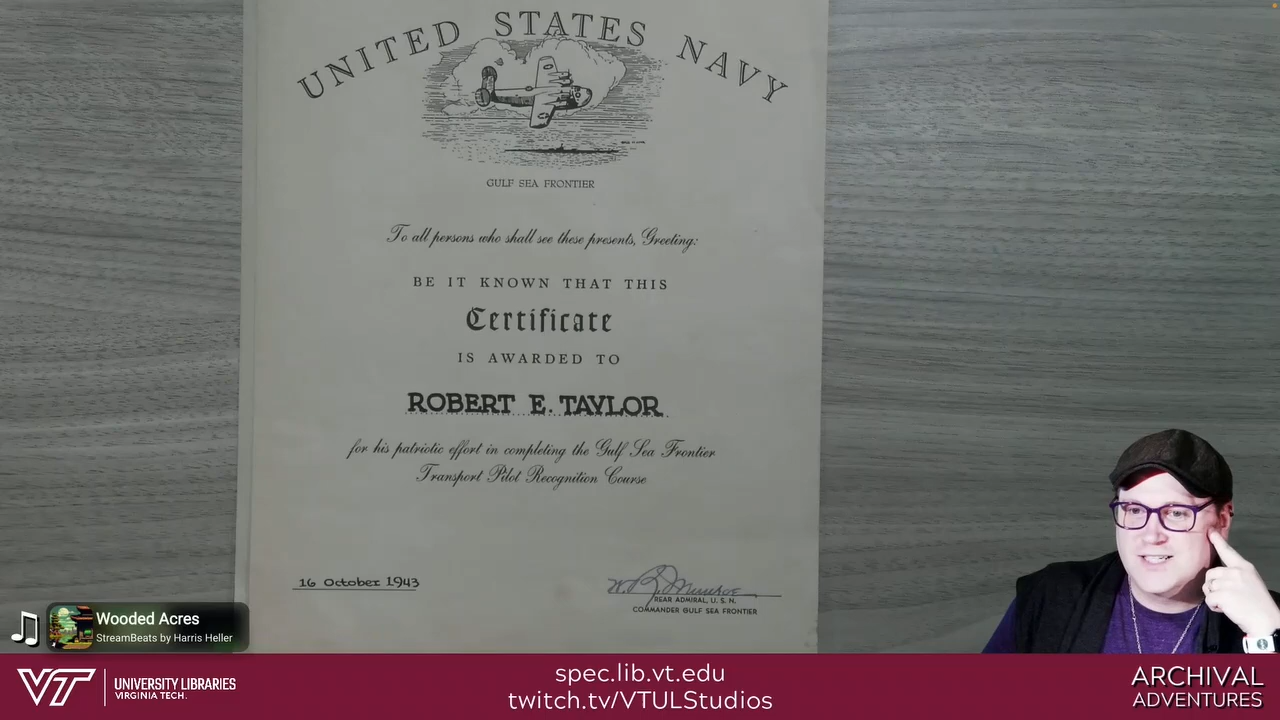 UNITED STATES NAVY
GULF SEA FRONTIER
To all persons who shall see these presents, Greeting:
BE IT KNOWN THAT THIS
Certificate
IS AWARDED TO
ROBERT E. TAYLOR
for his patriotic effort in completing the Gulf Sea Frontier
Transport Pilot Recognition Course
16 October 1943
W. R. Munroe
REAR ADMIRAL, U. S. N.
COMMANDER GULF SEA FRONTIER
Wooded Acres
StreamBeats by Harris Heller
VT
UNIVERSITY LIBRARIES
VIRGINIA TECH.
spec.lib.vt.edu
twitch.tv/VTULStudios
ARCHIVAL
ADVENTURES